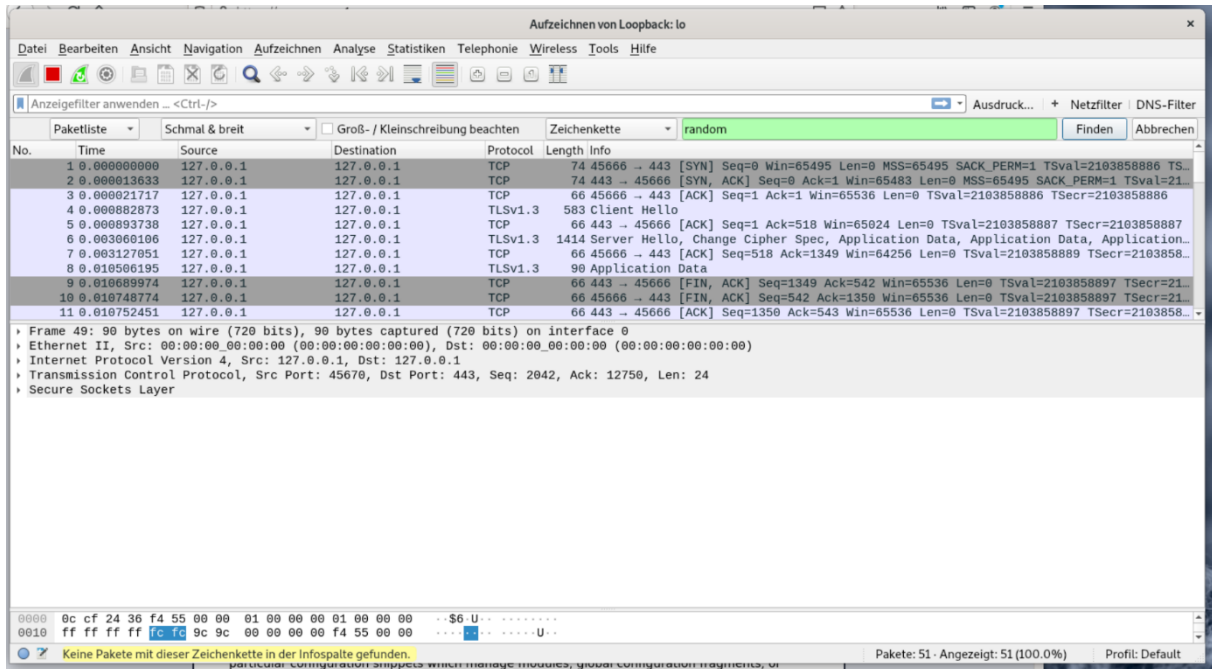 Aufzeichnen von Loopback: lo
Datei Bearbeiten Ansicht Navigation Aufzeichnen Analyse Statistiken Telephonie Wireless Tools Hilfe
Anzeigefilter anwenden ... <Ctrl-/> Ausdruck... + Netzfilter DNS-Filter
Paketliste Schmal & breit Groß- / Kleinschreibung beachten Zeichenkette random Finden Abbrechen
No. Time Source Destination Protocol Length Info
1 0.000000000 127.0.0.1 127.0.0.1 TCP 74 45666 → 443 [SYN] Seq=0 Win=65495 Len=0 MSS=65495 SACK_PERM=1 TSval=2103858886 TS…
2 0.000013633 127.0.0.1 127.0.0.1 TCP 74 443 → 45666 [SYN, ACK] Seq=0 Ack=1 Win=65483 Len=0 MSS=65495 SACK_PERM=1 TSval=21…
3 0.000021717 127.0.0.1 127.0.0.1 TCP 66 45666 → 443 [ACK] Seq=1 Ack=1 Win=65536 Len=0 TSval=2103858886 TSecr=2103858886
4 0.000882873 127.0.0.1 127.0.0.1 TLSv1.3 583 Client Hello
5 0.000893738 127.0.0.1 127.0.0.1 TCP 66 443 → 45666 [ACK] Seq=1 Ack=518 Win=65024 Len=0 TSval=2103858887 TSecr=2103858887
6 0.003060106 127.0.0.1 127.0.0.1 TLSv1.3 1414 Server Hello, Change Cipher Spec, Application Data, Application Data, Application…
7 0.003127051 127.0.0.1 127.0.0.1 TCP 66 45666 → 443 [ACK] Seq=518 Ack=1349 Win=64256 Len=0 TSval=2103858889 TSecr=2103858…
8 0.010506195 127.0.0.1 127.0.0.1 TLSv1.3 90 Application Data
9 0.010689974 127.0.0.1 127.0.0.1 TCP 66 443 → 45666 [FIN, ACK] Seq=1349 Ack=542 Win=65536 Len=0 TSval=2103858897 TSecr=21…
10 0.010748774 127.0.0.1 127.0.0.1 TCP 66 45666 → 443 [FIN, ACK] Seq=542 Ack=1350 Win=65536 Len=0 TSval=2103858897 TSecr=21…
11 0.010752451 127.0.0.1 127.0.0.1 TCP 66 443 → 45666 [ACK] Seq=1350 Ack=543 Win=65536 Len=0 TSval=2103858897 TSecr=2103858…
Frame 49: 90 bytes on wire (720 bits), 90 bytes captured (720 bits) on interface 0
Ethernet II, Src: 00:00:00_00:00:00 (00:00:00:00:00:00), Dst: 00:00:00_00:00:00 (00:00:00:00:00:00)
Internet Protocol Version 4, Src: 127.0.0.1, Dst: 127.0.0.1
Transmission Control Protocol, Src Port: 45670, Dst Port: 443, Seq: 2042, Ack: 12750, Len: 24
Secure Sockets Layer
0000 0c cf 24 36 f4 55 00 00 01 00 00 00 01 00 00 00 ··$6·U·· ········
0010 ff ff ff ff fc fc 9c 9c 00 00 00 00 f4 55 00 00 ········ ·····U··
Keine Pakete mit dieser Zeichenkette in der Infospalte gefunden. Pakete: 51 · Angezeigt: 51 (100.0%) Profil: Default
particular configuration snippets which manage modules, global configuration fragments, or